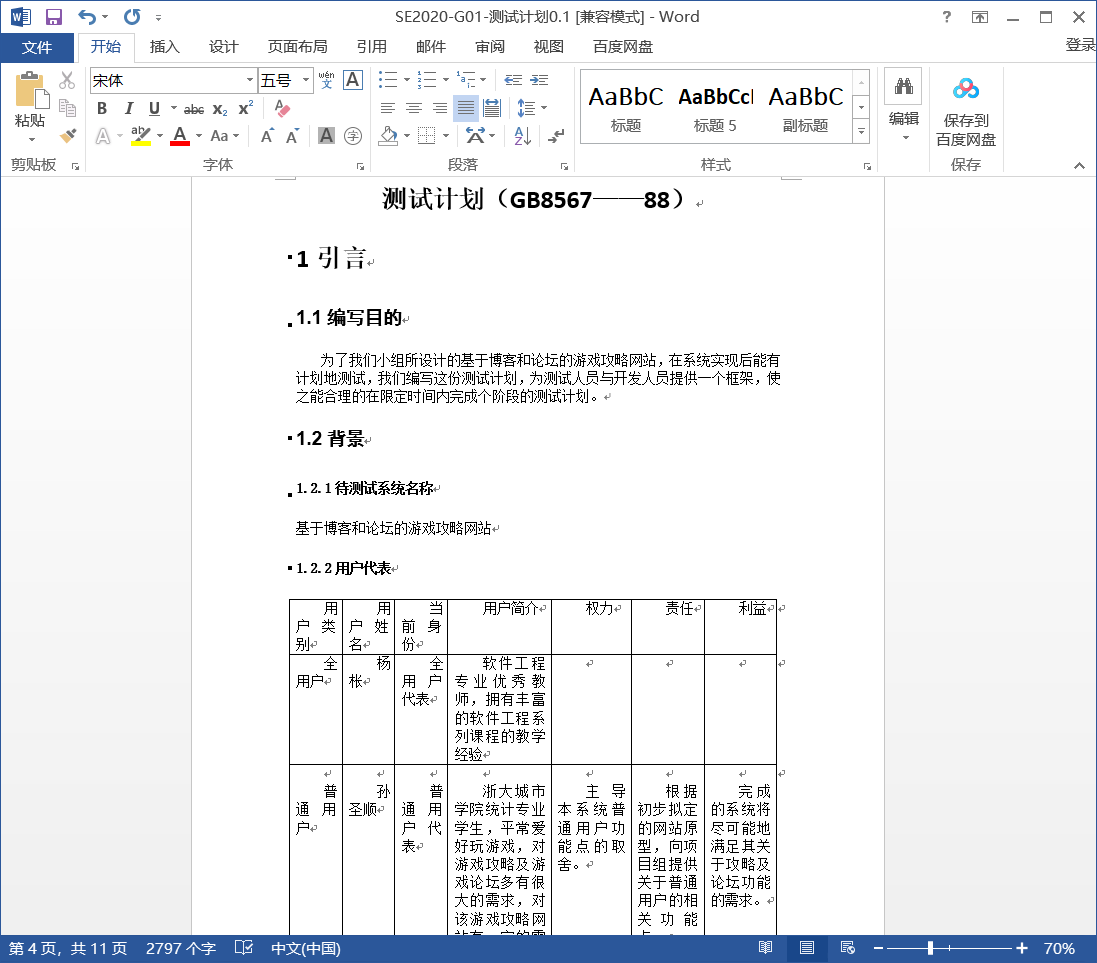 SE2020-G01-测试计划0.1 [兼容模式] - Word
文件 开始 插入 设计 页面布局 引用 邮件 审阅 视图 百度网盘 登录
宋体 五号 wén 文 A
粘贴
B I U abc X₂ X² 
A ab A Aa A A A 字
AaBbC AaBbCcl AaBbC
标题 标题 5 副标题
编辑
保存到
百度网盘
剪贴板 字体 段落 样式 保存
测试计划（GB8567——88）
1 引言
1.1 编写目的
为了我们小组所设计的基于博客和论坛的游戏攻略网站，在系统实现后能有
计划地测试，我们编写这份测试计划，为测试人员与开发人员提供一个框架，使
之能合理的在限定时间内完成个阶段的测试计划。
1.2 背景
1.2.1 待测试系统名称
基于博客和论坛的游戏攻略网站
1.2.2 用户代表
用户类别 用户姓名 当前身份 用户简介 权力 责任 利益
全用户 杨枨 全用户代表 软件工程专业优秀教师，拥有丰富的软件工程系列课程的教学经验
普通用户 孙圣顺 普通用户代表 浙大城市学院统计专业学生，平常爱好玩游戏，对游戏攻略及游戏论坛多有很大的需求，对该游戏攻略网 主导本系统普通用户功能点的取舍。 根据初步拟定的网站原型，向项目组提供关于普通用户的相关功能 完成的系统将尽可能地满足其关于攻略及论坛功能的需求。
第 4 页，共 11 页 2797 个字 中文(中国) 70%